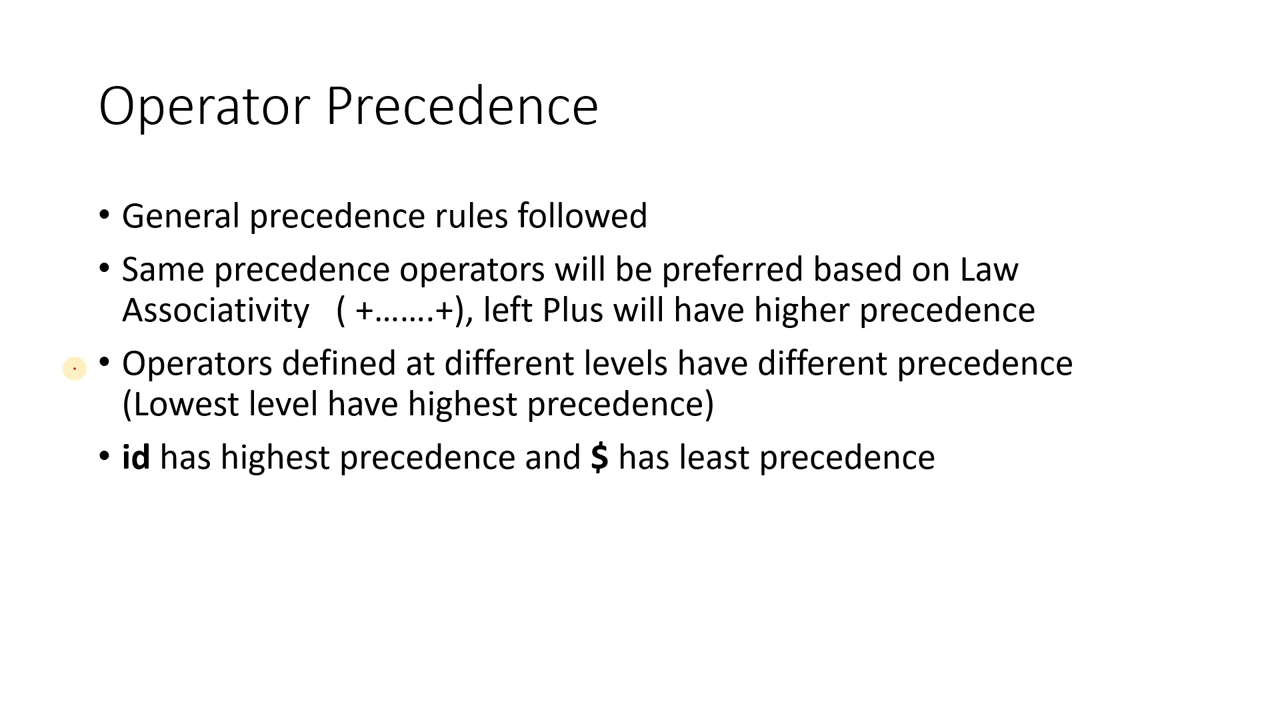 Operator Precedence
• General precedence rules followed
• Same precedence operators will be preferred based on Law
Associativity ( +.......+), left Plus will have higher precedence
• Operators defined at different levels have different precedence
(Lowest level have highest precedence)
• id has highest precedence and $ has least precedence